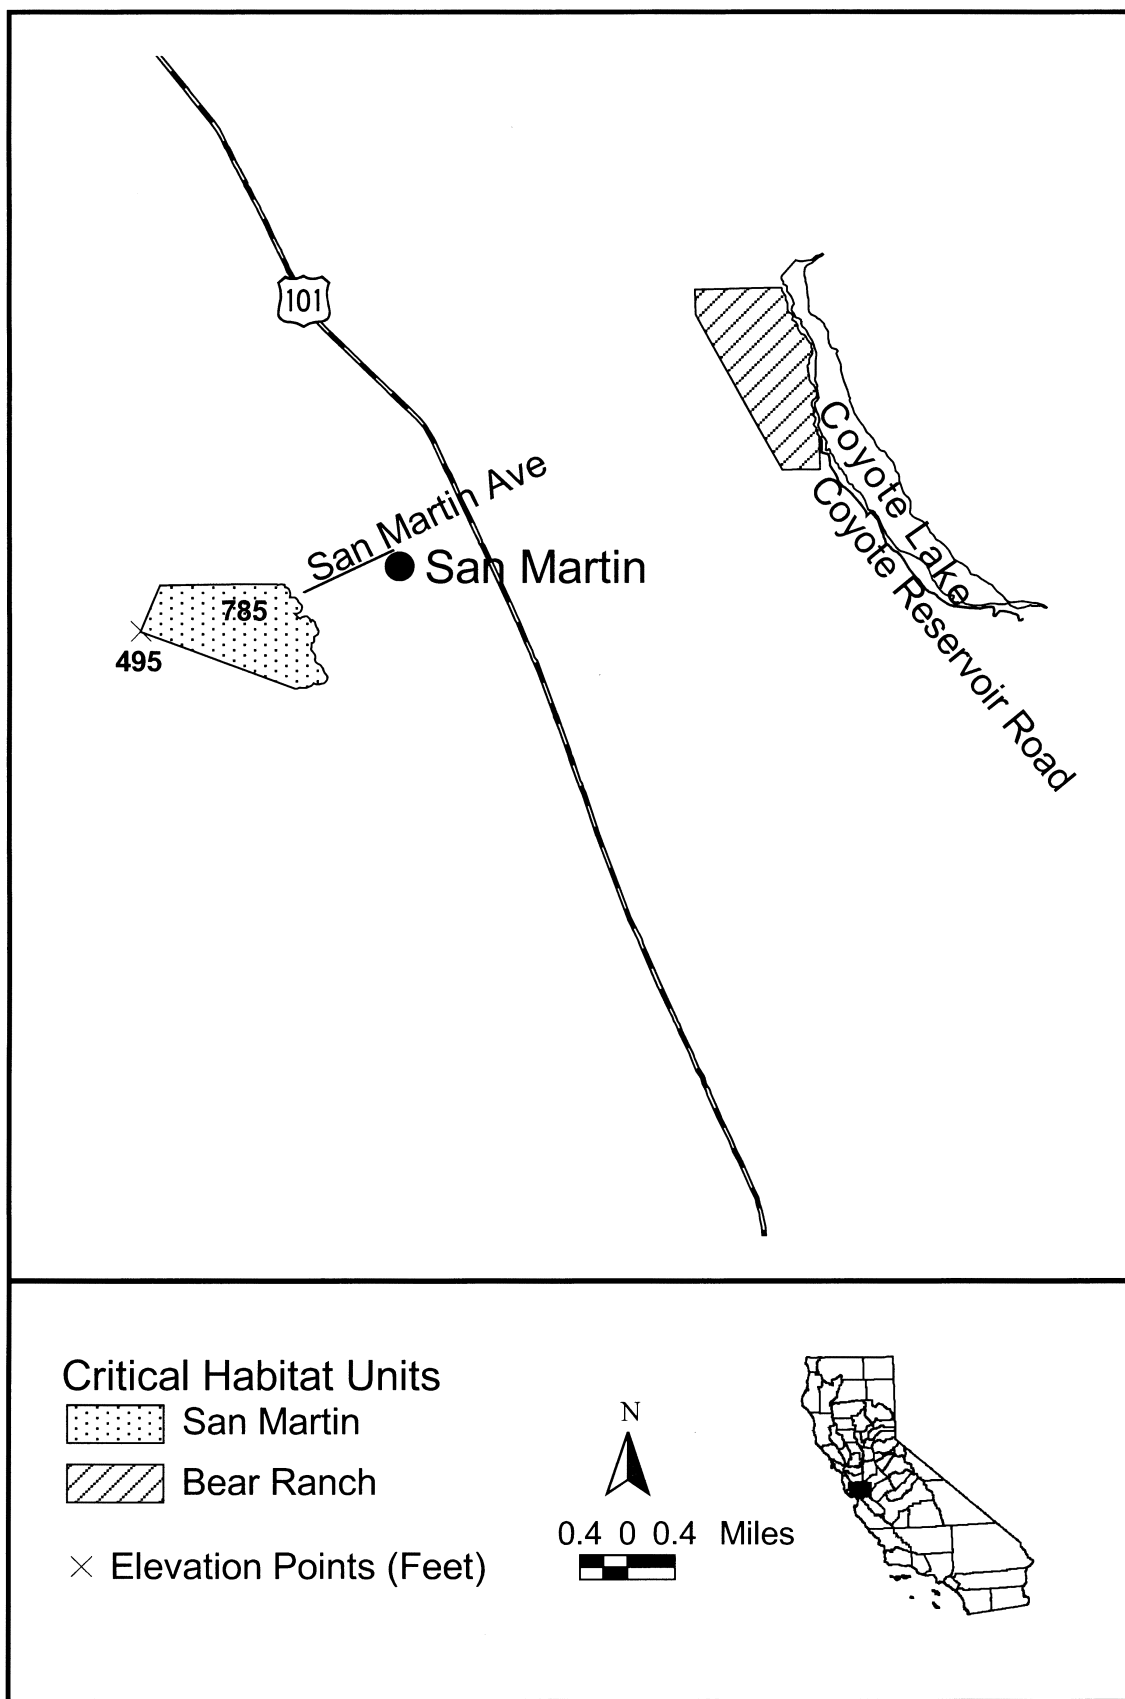 101
San Martin Ave
San Martin
785
495
Coyote Lake
Coyote Reservoir Road
Critical Habitat Units
San Martin
Bear Ranch
Elevation Points (Feet)
N
0.4 0 0.4 Miles